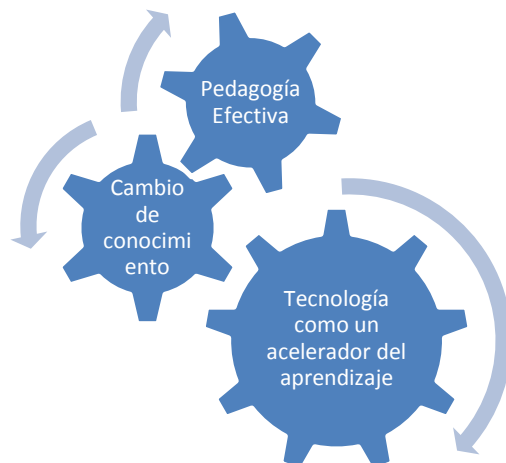 Pedagogía
Efectiva
Cambio
de
conocimi
ento
Tecnología
como un
acelerador del
aprendizaje